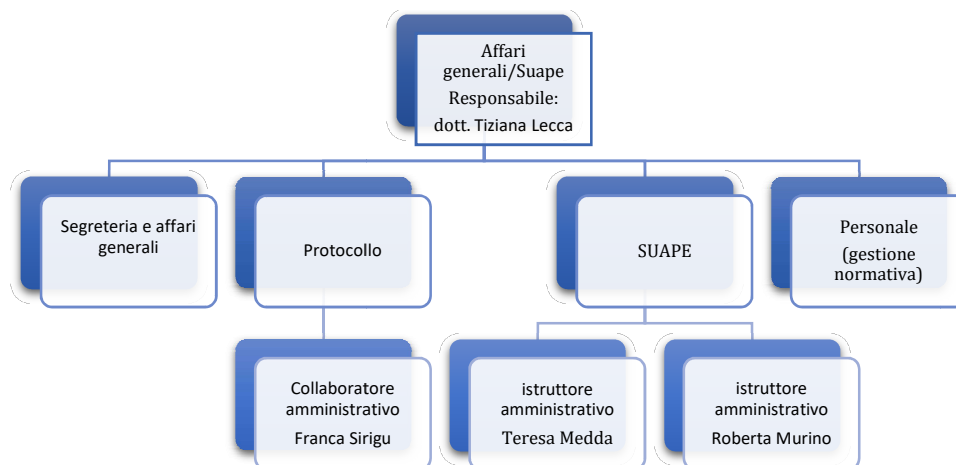 Affari
generali/Suape
Responsabile:
dott. Tiziana Lecca
Segreteria e affari
generali
Protocollo
SUAPE
Personale
(gestione
normativa)
Collaboratore
amministrativo
Franca Sirigu
istruttore
amministrativo
Teresa Medda
istruttore
amministrativo
Roberta Murino